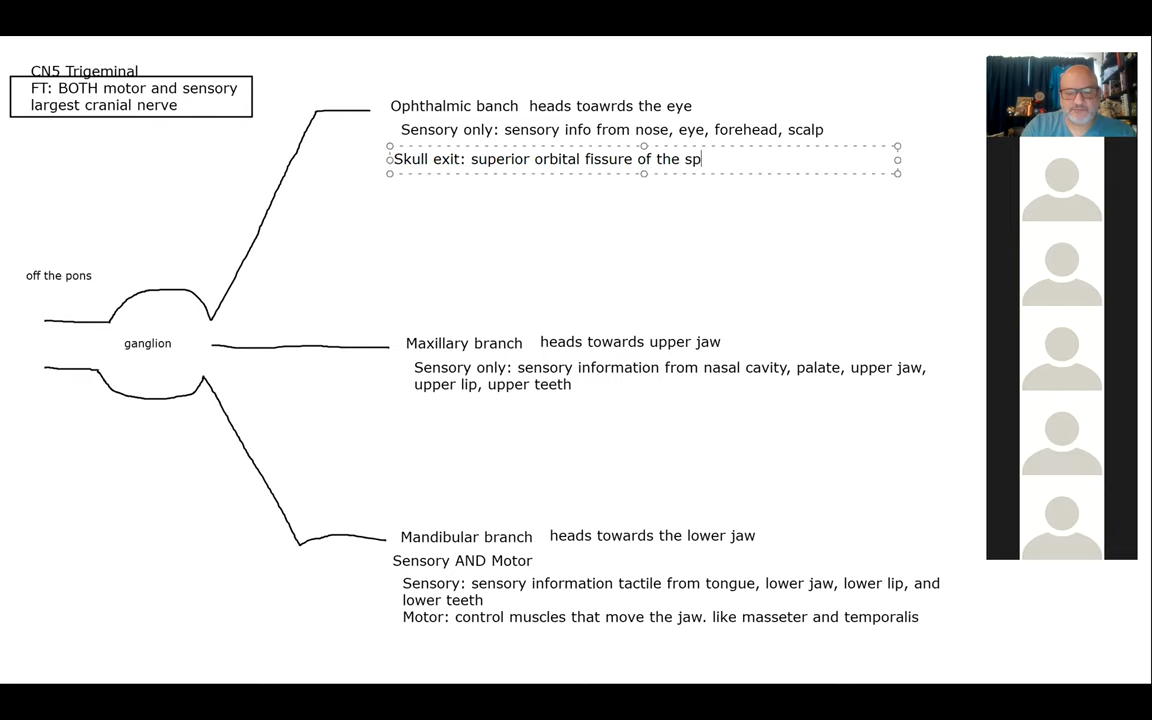 CN5 Trigeminal
FT: BOTH motor and sensory
largest cranial nerve
Ophthalmic banch heads toawrds the eye
Sensory only: sensory info from nose, eye, forehead, scalp
Skull exit: superior orbital fissure of the sp
off the pons
ganglion
Maxillary branch heads towards upper jaw
Sensory only: sensory information from nasal cavity, palate, upper jaw,
upper lip, upper teeth
Mandibular branch heads towards the lower jaw
Sensory AND Motor
Sensory: sensory information tactile from tongue, lower jaw, lower lip, and
lower teeth
Motor: control muscles that move the jaw. like masseter and temporalis